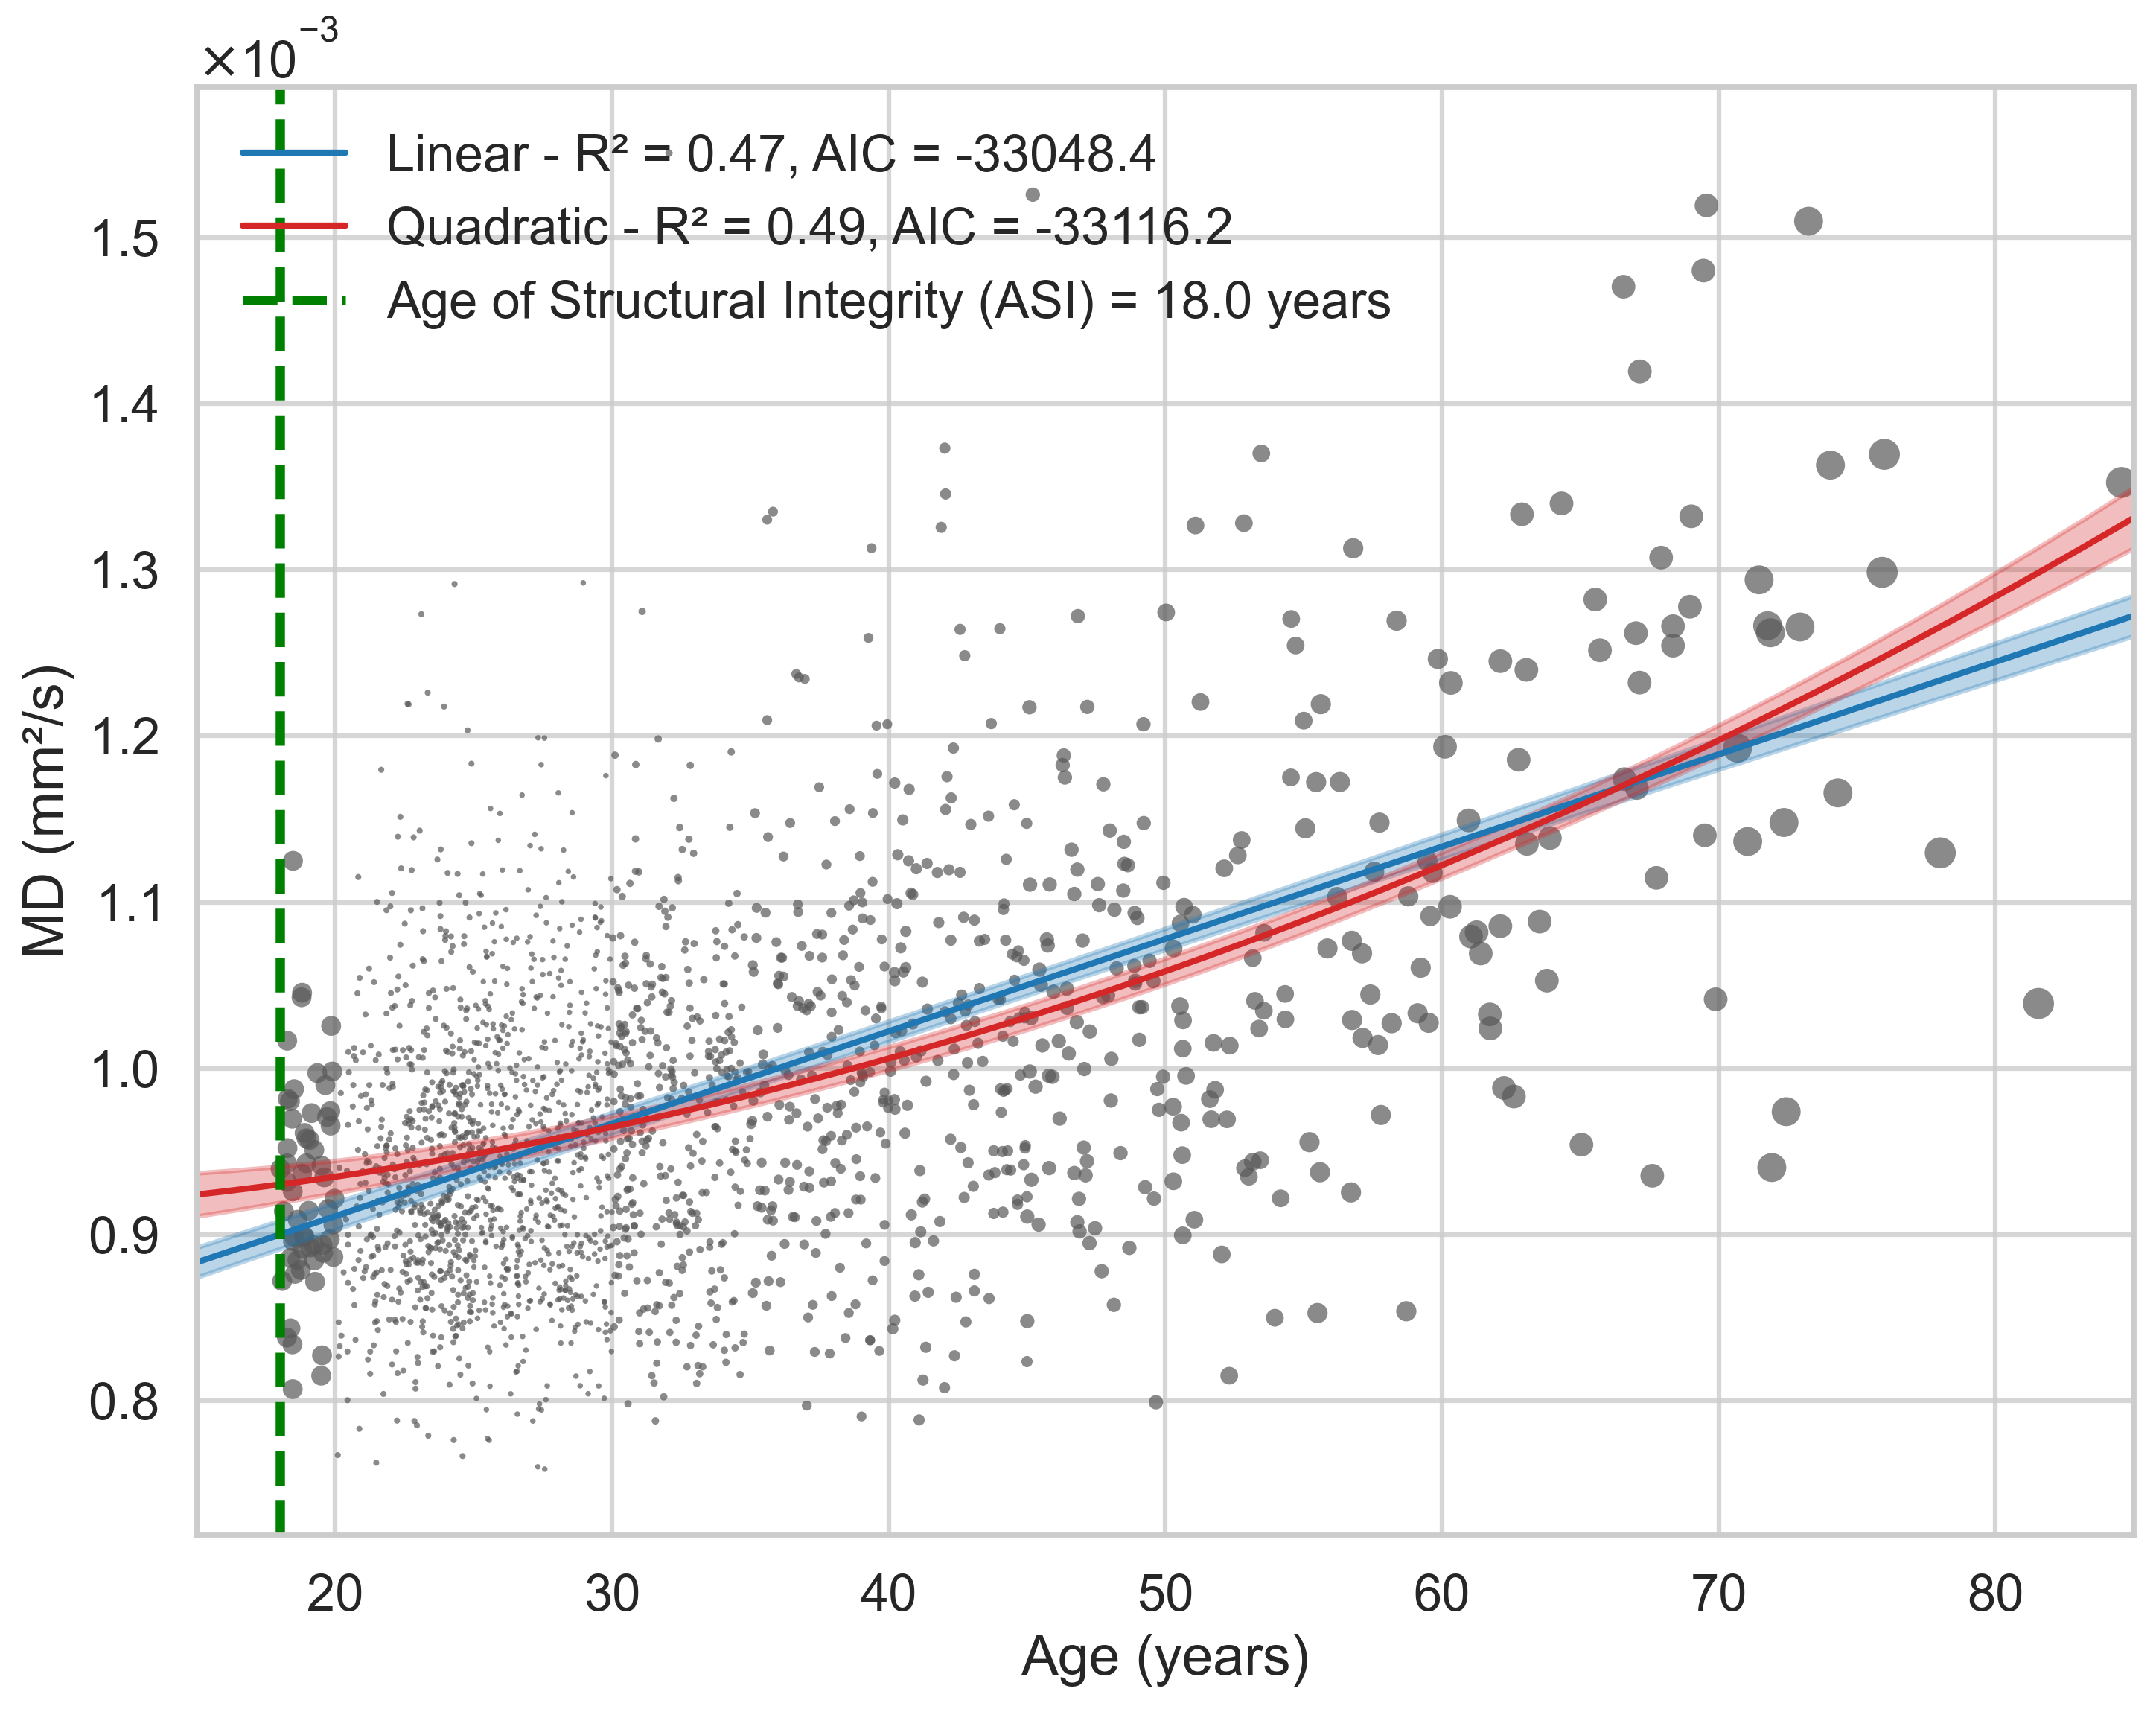 ×10⁻³
Linear - R² = 0.47, AIC = -33048.4
Quadratic - R² = 0.49, AIC = -33116.2
Age of Structural Integrity (ASI) = 18.0 years
MD (mm²/s)
1.5
1.4
1.3
1.2
1.1
1.0
0.9
0.8
20 30 40 50 60 70 80
Age (years)